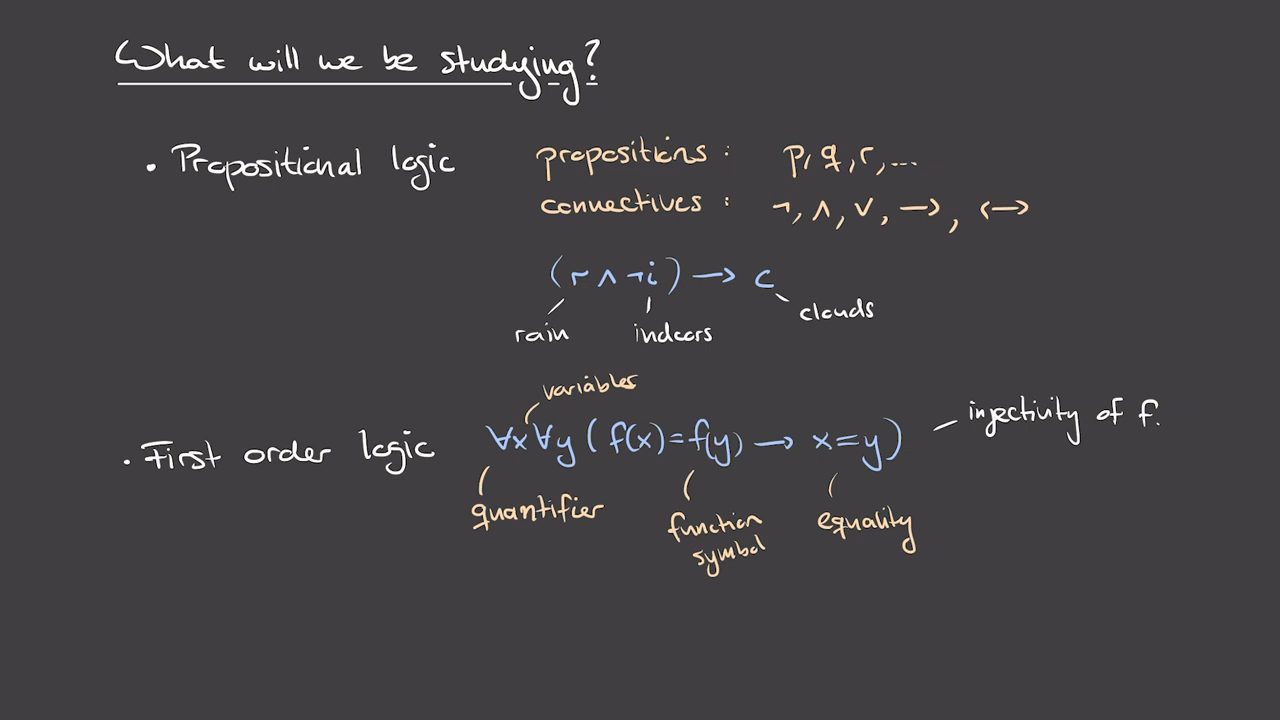 What will we be studying?
• Propositional logic
propositions : p, q, r, ...
connectives : ¬, ∧, ∨, →, ↔
(r ∧ ¬i) → c
rain
indoors
clouds
variables
• First order logic
∀x∀y (f(x)=f(y) → x=y)
injectivity of f.
quantifier
function
symbol
equality